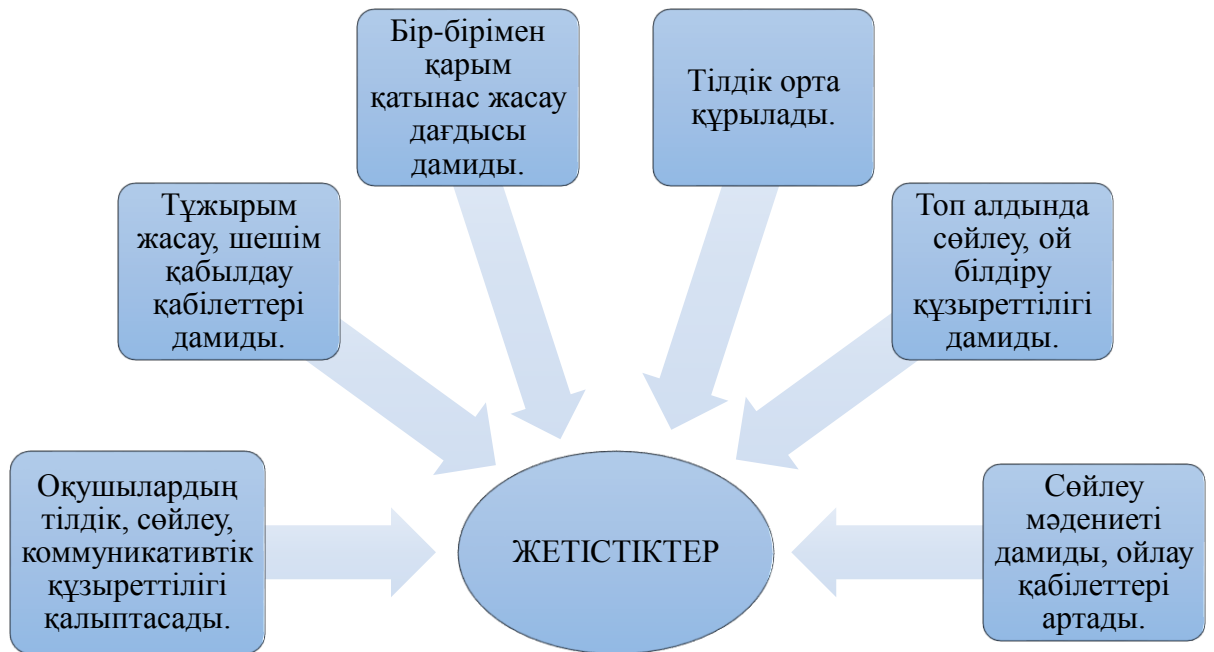 Бір-бірімен
қарым
қатынас жасау
дағдысы
дамиды.
Тілдік орта
құрылады.
Тұжырым
жасау, шешім
қабылдау
қабілеттері
дамиды.
Топ алдында
сөйлеу, ой
білдіру
құзыреттілігі
дамиды.
Оқушылардың
тілдік, сөйлеу,
коммуникативтік
құзыреттілігі
қалыптасады.
ЖЕТІСТІКТЕР
Сөйлеу
мәдениеті
дамиды, ойлау
қабілеттері
артады.